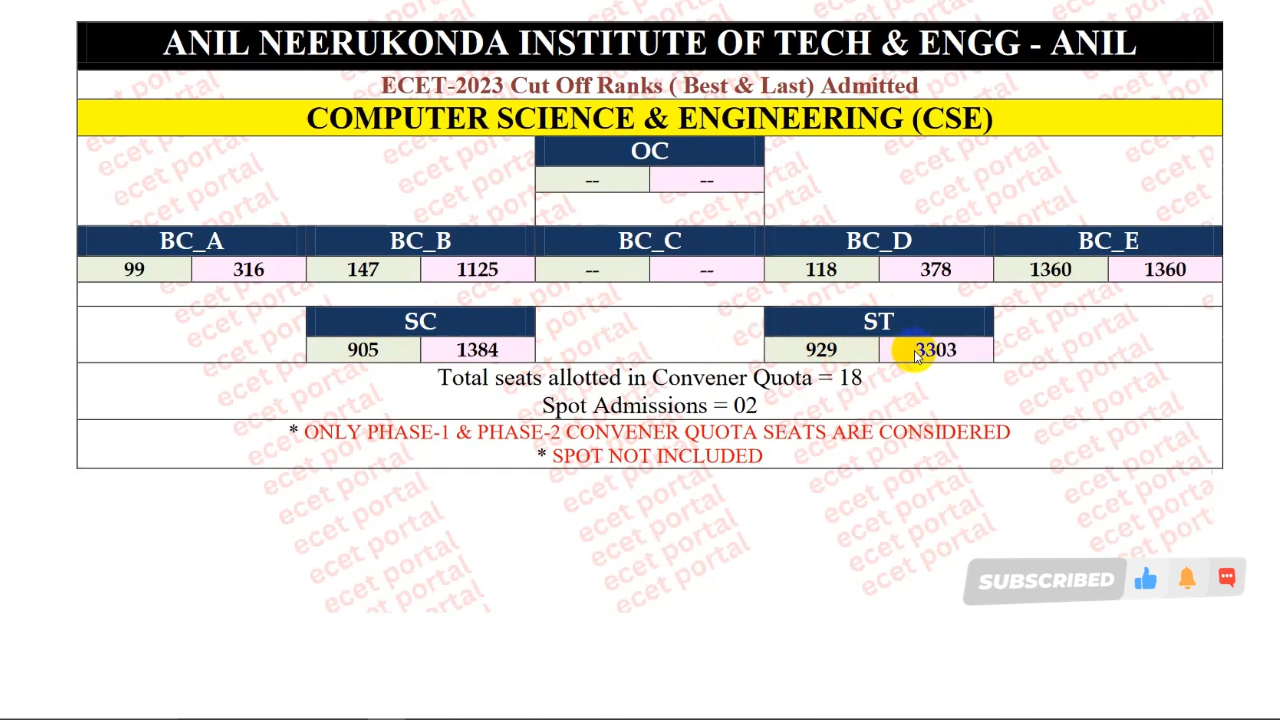 ANIL NEERUKONDA INSTITUTE OF TECH & ENGG - ANIL
ECET-2023 Cut Off Ranks ( Best & Last) Admitted
COMPUTER SCIENCE & ENGINEERING (CSE)
OC
-- --
BC_A BC_B BC_C BC_D BC_E
99 316 147 1125 -- -- 118 378 1360 1360
SC ST
905 1384 929 3303
Total seats allotted in Convener Quota = 18
Spot Admissions = 02
* ONLY PHASE-1 & PHASE-2 CONVENER QUOTA SEATS ARE CONSIDERED
* SPOT NOT INCLUDED
SUBSCRIBED
ecet portal